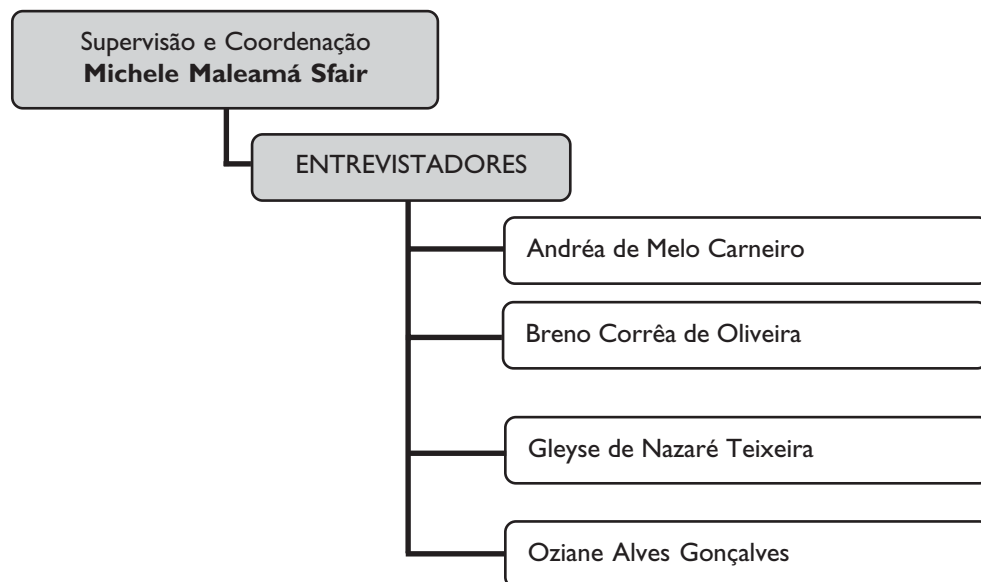 Supervisão e Coordenação
Michele Maleamá Sfair
ENTREVISTADORES
Andréa de Melo Carneiro
Breno Corrêa de Oliveira
Gleyse de Nazaré Teixeira
Oziane Alves Gonçalves